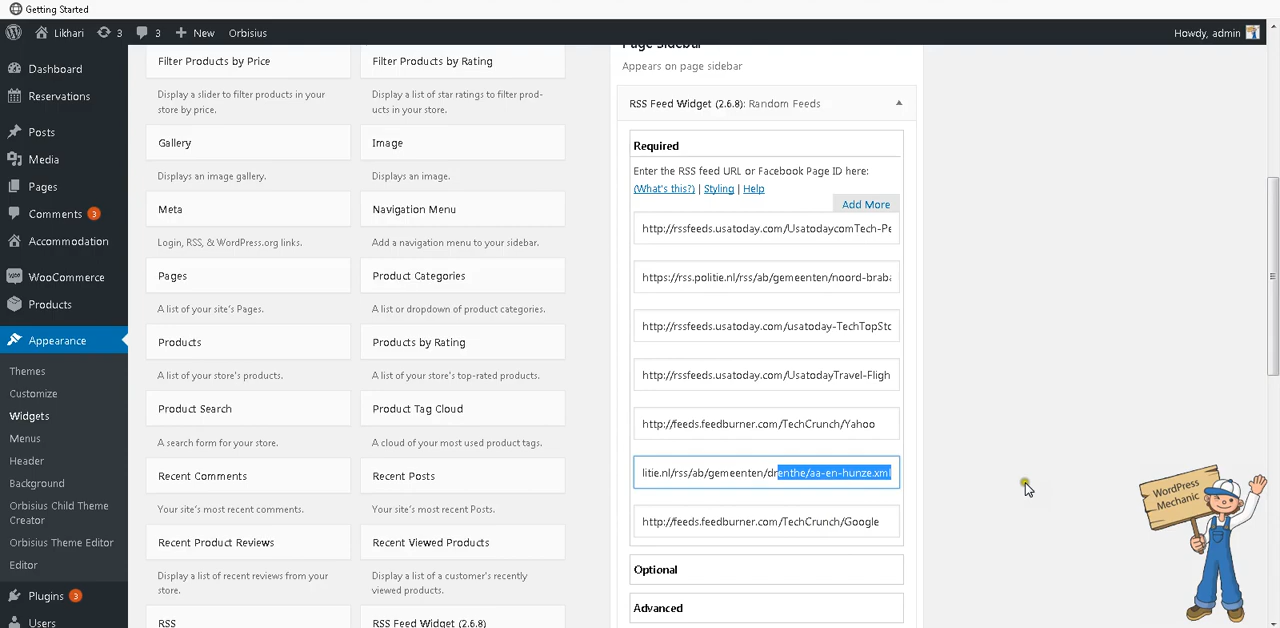 Getting Started
Likhari 3 3 New Orbisius Howdy, admin
Dashboard
Reservations
Posts
Media
Pages
Comments 3
Accommodation
WooCommerce
Products
Appearance
Themes
Customize
Widgets
Menus
Header
Background
Orbisius Child Theme
Creator
Orbisius Theme Editor
Editor
Plugins 3
Users
Filter Products by Price
Display a slider to filter products in your
store by price.
Gallery
Displays an image gallery.
Meta
Login, RSS, & WordPress.org links.
Pages
A list of your site's Pages.
Products
A list of your store's products.
Product Search
A search form for your store.
Recent Comments
Your site's most recent comments.
Recent Product Reviews
Display a list of recent reviews from your
store.
RSS
Filter Products by Rating
Display a list of star ratings to filter prod-
ucts in your store.
Image
Displays an image.
Navigation Menu
Add a navigation menu to your sidebar.
Product Categories
A list or dropdown of product categories.
Products by Rating
A list of your store's top-rated products.
Product Tag Cloud
A cloud of your most used product tags.
Recent Posts
Your site's most recent Posts.
Recent Viewed Products
Display a list of a customer's recently
viewed products.
RSS Feed Widget (2.6.8)
Page Sidebar
Appears on page sidebar
RSS Feed Widget (2.6.8): Random Feeds
Required
Enter the RSS feed URL or Facebook Page ID here:
(What's this?) | Styling | Help
Add More
http://rssfeeds.usatoday.com/UsatodaycomTech-Pe
https://rss.politie.nl/rss/ab/gemeenten/noord-braba
http://rssfeeds.usatoday.com/usatoday-TechTopSto
http://rssfeeds.usatoday.com/UsatodayTravel-Fligh
http://feeds.feedburner.com/TechCrunch/Yahoo
litie.nl/rss/ab/gemeenten/drenthe/aa-en-hunze.xml
http://feeds.feedburner.com/TechCrunch/Google
Optional
Advanced
WordPress
Mechanic